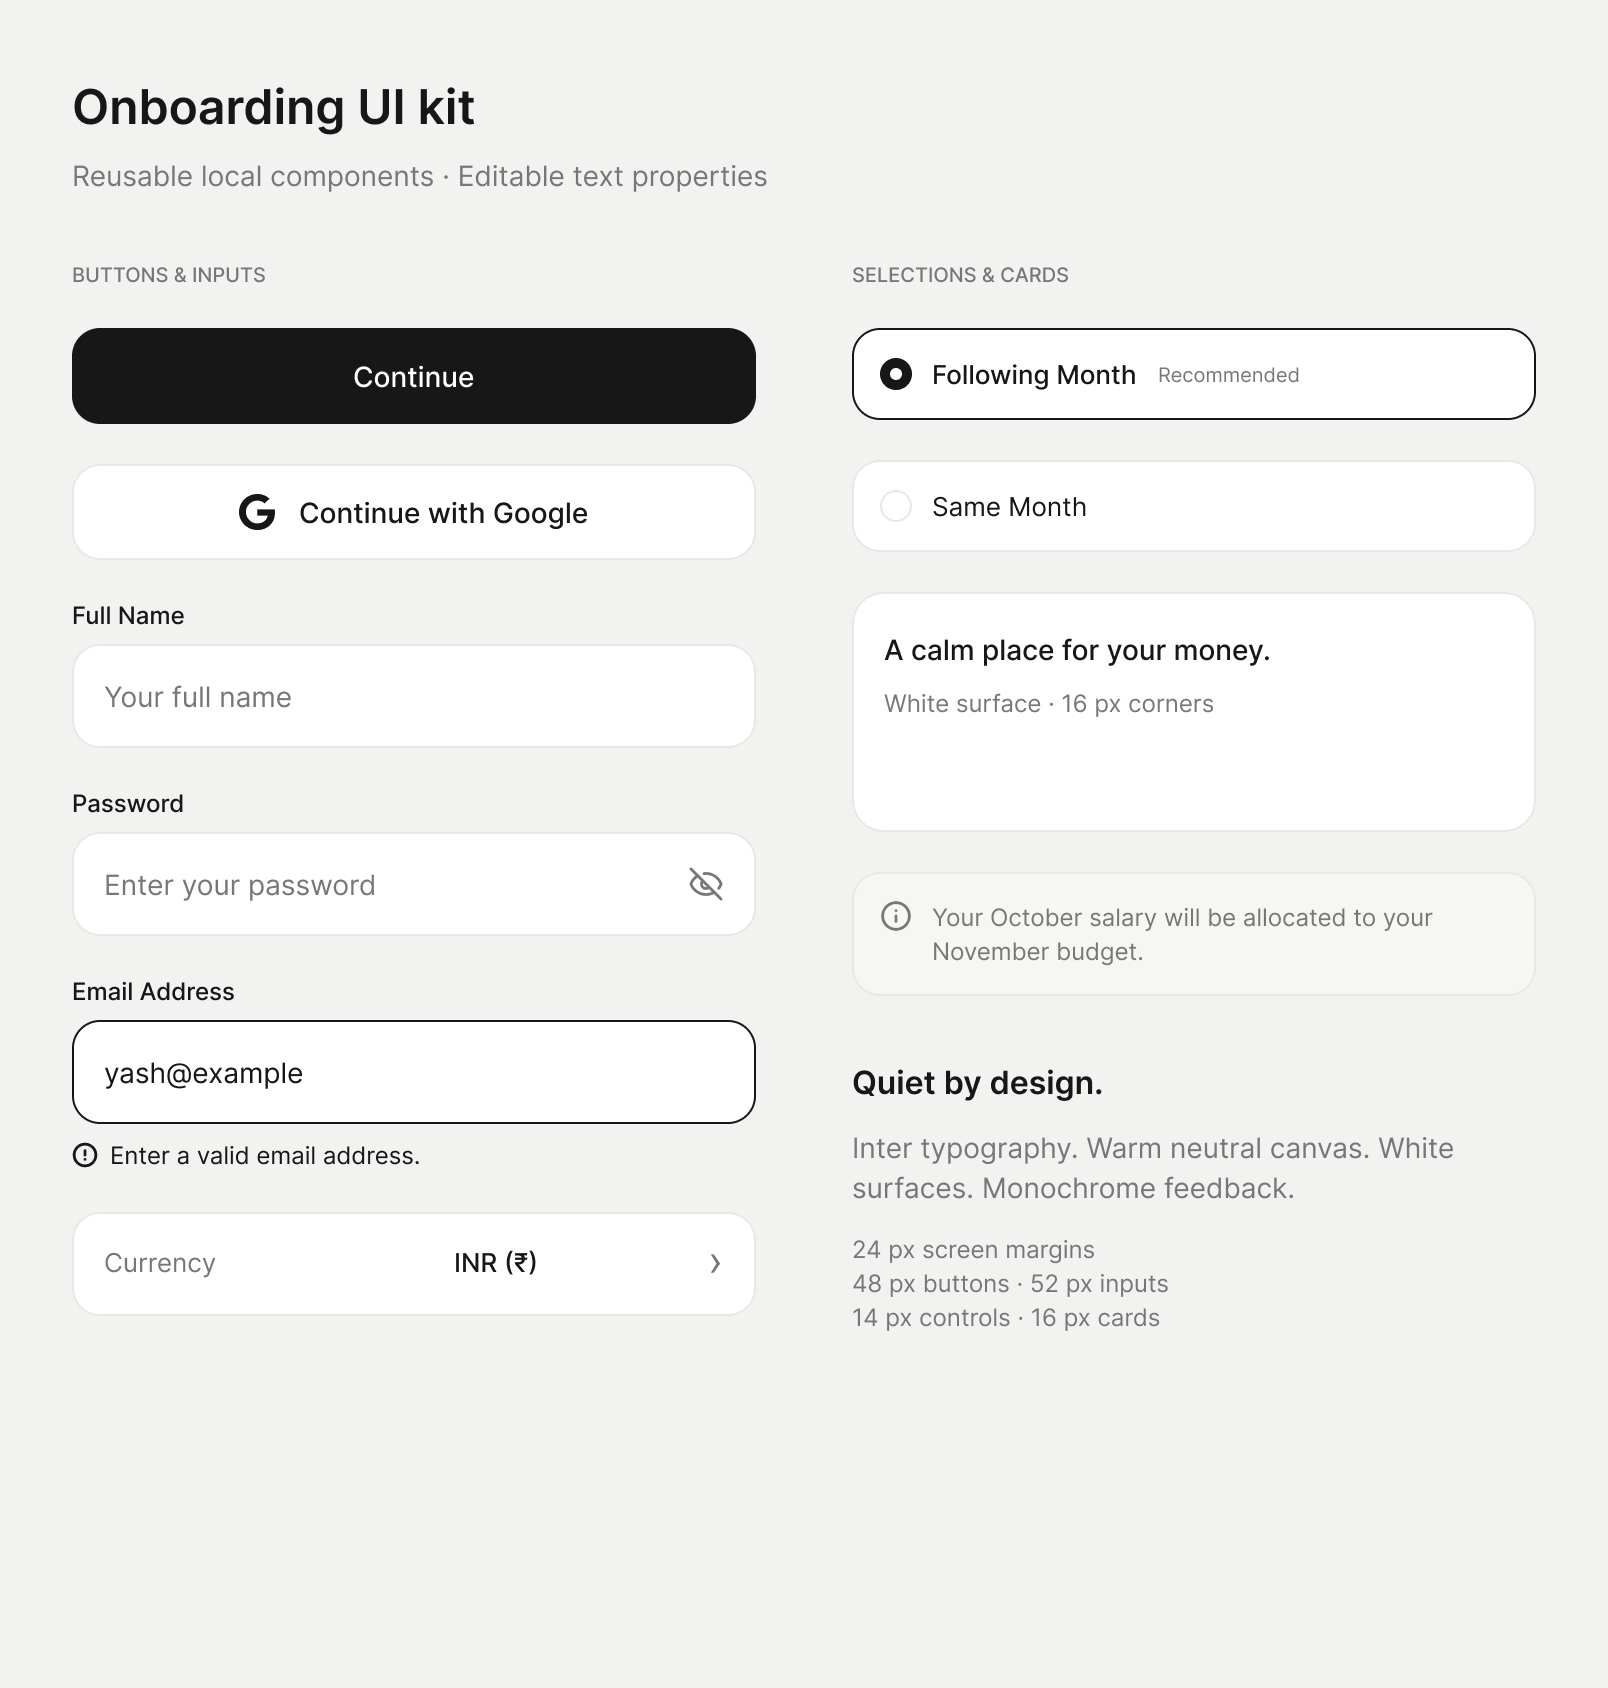 Onboarding UI kit
Reusable local components · Editable text properties
BUTTONS & INPUTS
Continue
Continue with Google
Full Name
Your full name
Password
Enter your password
Email Address
yash@example
Enter a valid email address.
Currency INR (₹)
SELECTIONS & CARDS
Following Month Recommended
Same Month
A calm place for your money.
White surface · 16 px corners
Your October salary will be allocated to your
November budget.
Quiet by design.
Inter typography. Warm neutral canvas. White
surfaces. Monochrome feedback.
24 px screen margins
48 px buttons · 52 px inputs
14 px controls · 16 px cards